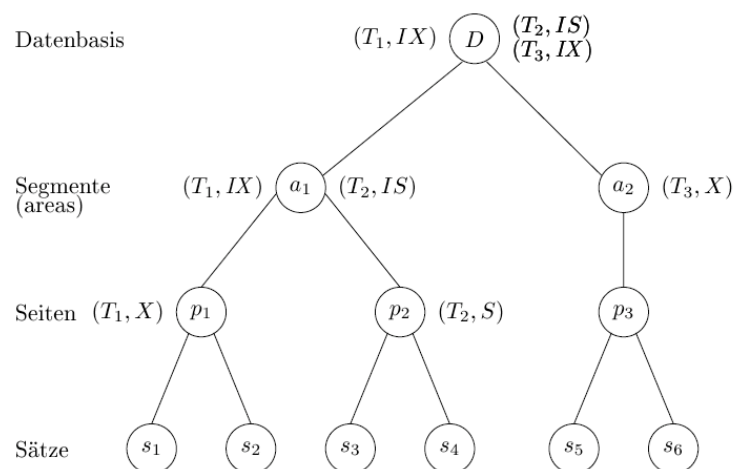 (T₂, IS)
Datenbasis (T₁, IX) D
(T₃, IX)
Segmente (T₁, IX) a₁ (T₂, IS) a₂ (T₃, X)
(areas)
Seiten (T₁, X) p₁ p₂ (T₂, S) p₃
Sätze s₁ s₂ s₃ s₄ s₅ s₆